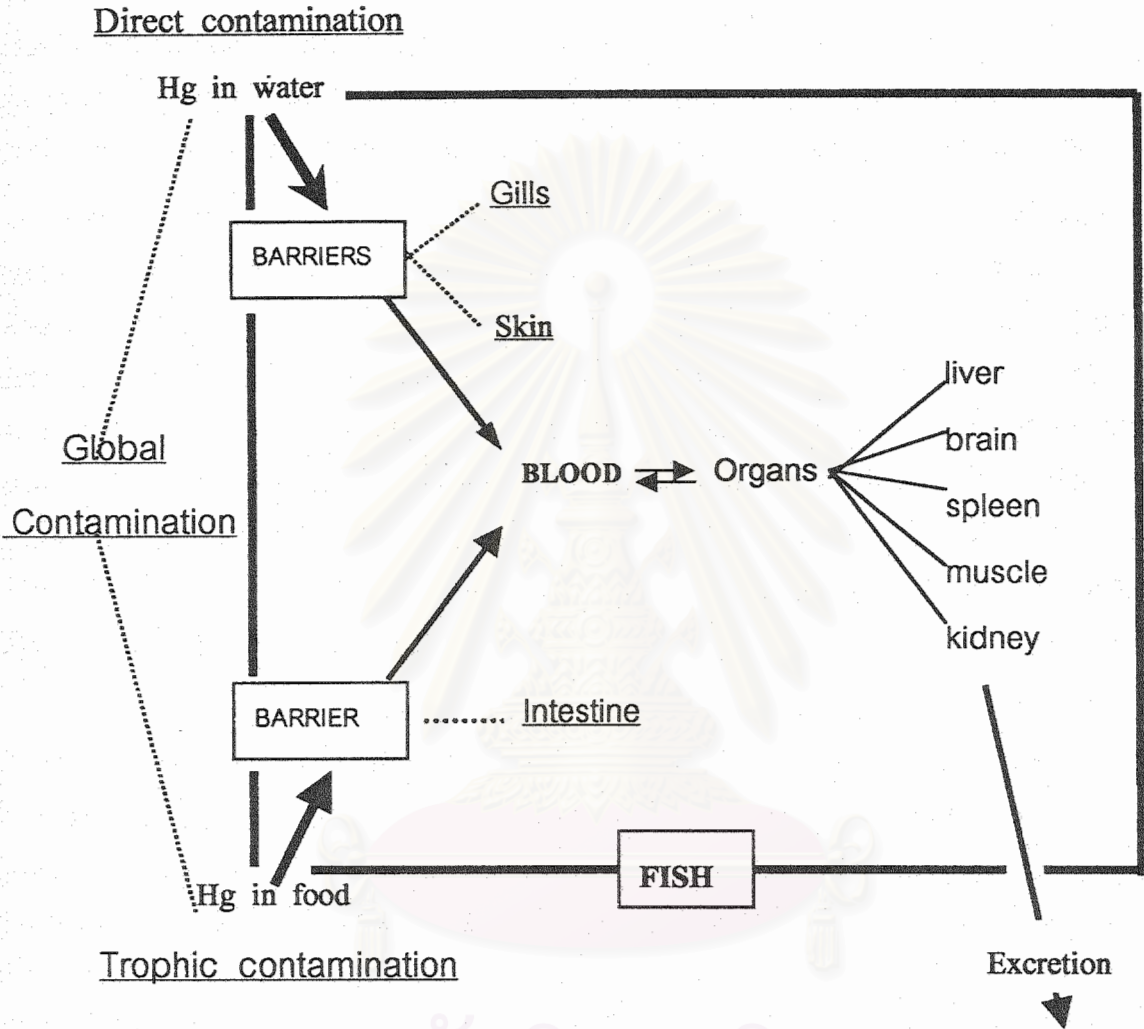 Direct contamination
Hg in water
Gills
BARRIERS
Skin
liver
Global
brain
BLOOD
Organs
spleen
Contamination
muscle
kidney
BARRIER
Intestine
FISH
Hg in food
Trophic contamination
Excretion